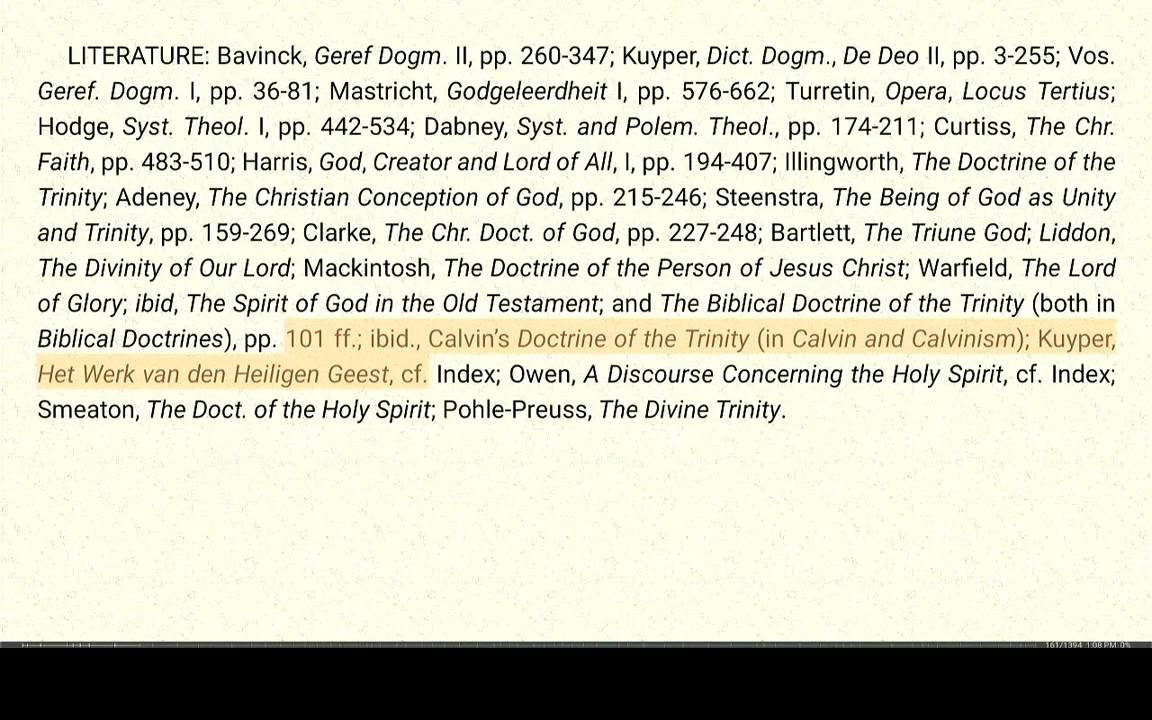 LITERATURE: Bavinck, Geref Dogm. II, pp. 260-347; Kuyper, Dict. Dogm., De Deo II, pp. 3-255; Vos.
Geref. Dogm. I, pp. 36-81; Mastricht, Godgeleerdheit I, pp. 576-662; Turretin, Opera, Locus Tertius;
Hodge, Syst. Theol. I, pp. 442-534; Dabney, Syst. and Polem. Theol., pp. 174-211; Curtiss, The Chr.
Faith, pp. 483-510; Harris, God, Creator and Lord of All, I, pp. 194-407; Illingworth, The Doctrine of the
Trinity; Adeney, The Christian Conception of God, pp. 215-246; Steenstra, The Being of God as Unity
and Trinity, pp. 159-269; Clarke, The Chr. Doct. of God, pp. 227-248; Bartlett, The Triune God; Liddon,
The Divinity of Our Lord; Mackintosh, The Doctrine of the Person of Jesus Christ; Warfield, The Lord
of Glory; ibid, The Spirit of God in the Old Testament; and The Biblical Doctrine of the Trinity (both in
Biblical Doctrines), pp. 101 ff.; ibid., Calvin’s Doctrine of the Trinity (in Calvin and Calvinism); Kuyper,
Het Werk van den Heiligen Geest, cf. Index; Owen, A Discourse Concerning the Holy Spirit, cf. Index;
Smeaton, The Doct. of the Holy Spirit; Pohle-Preuss, The Divine Trinity.
161/1394 1:08 PM 0%